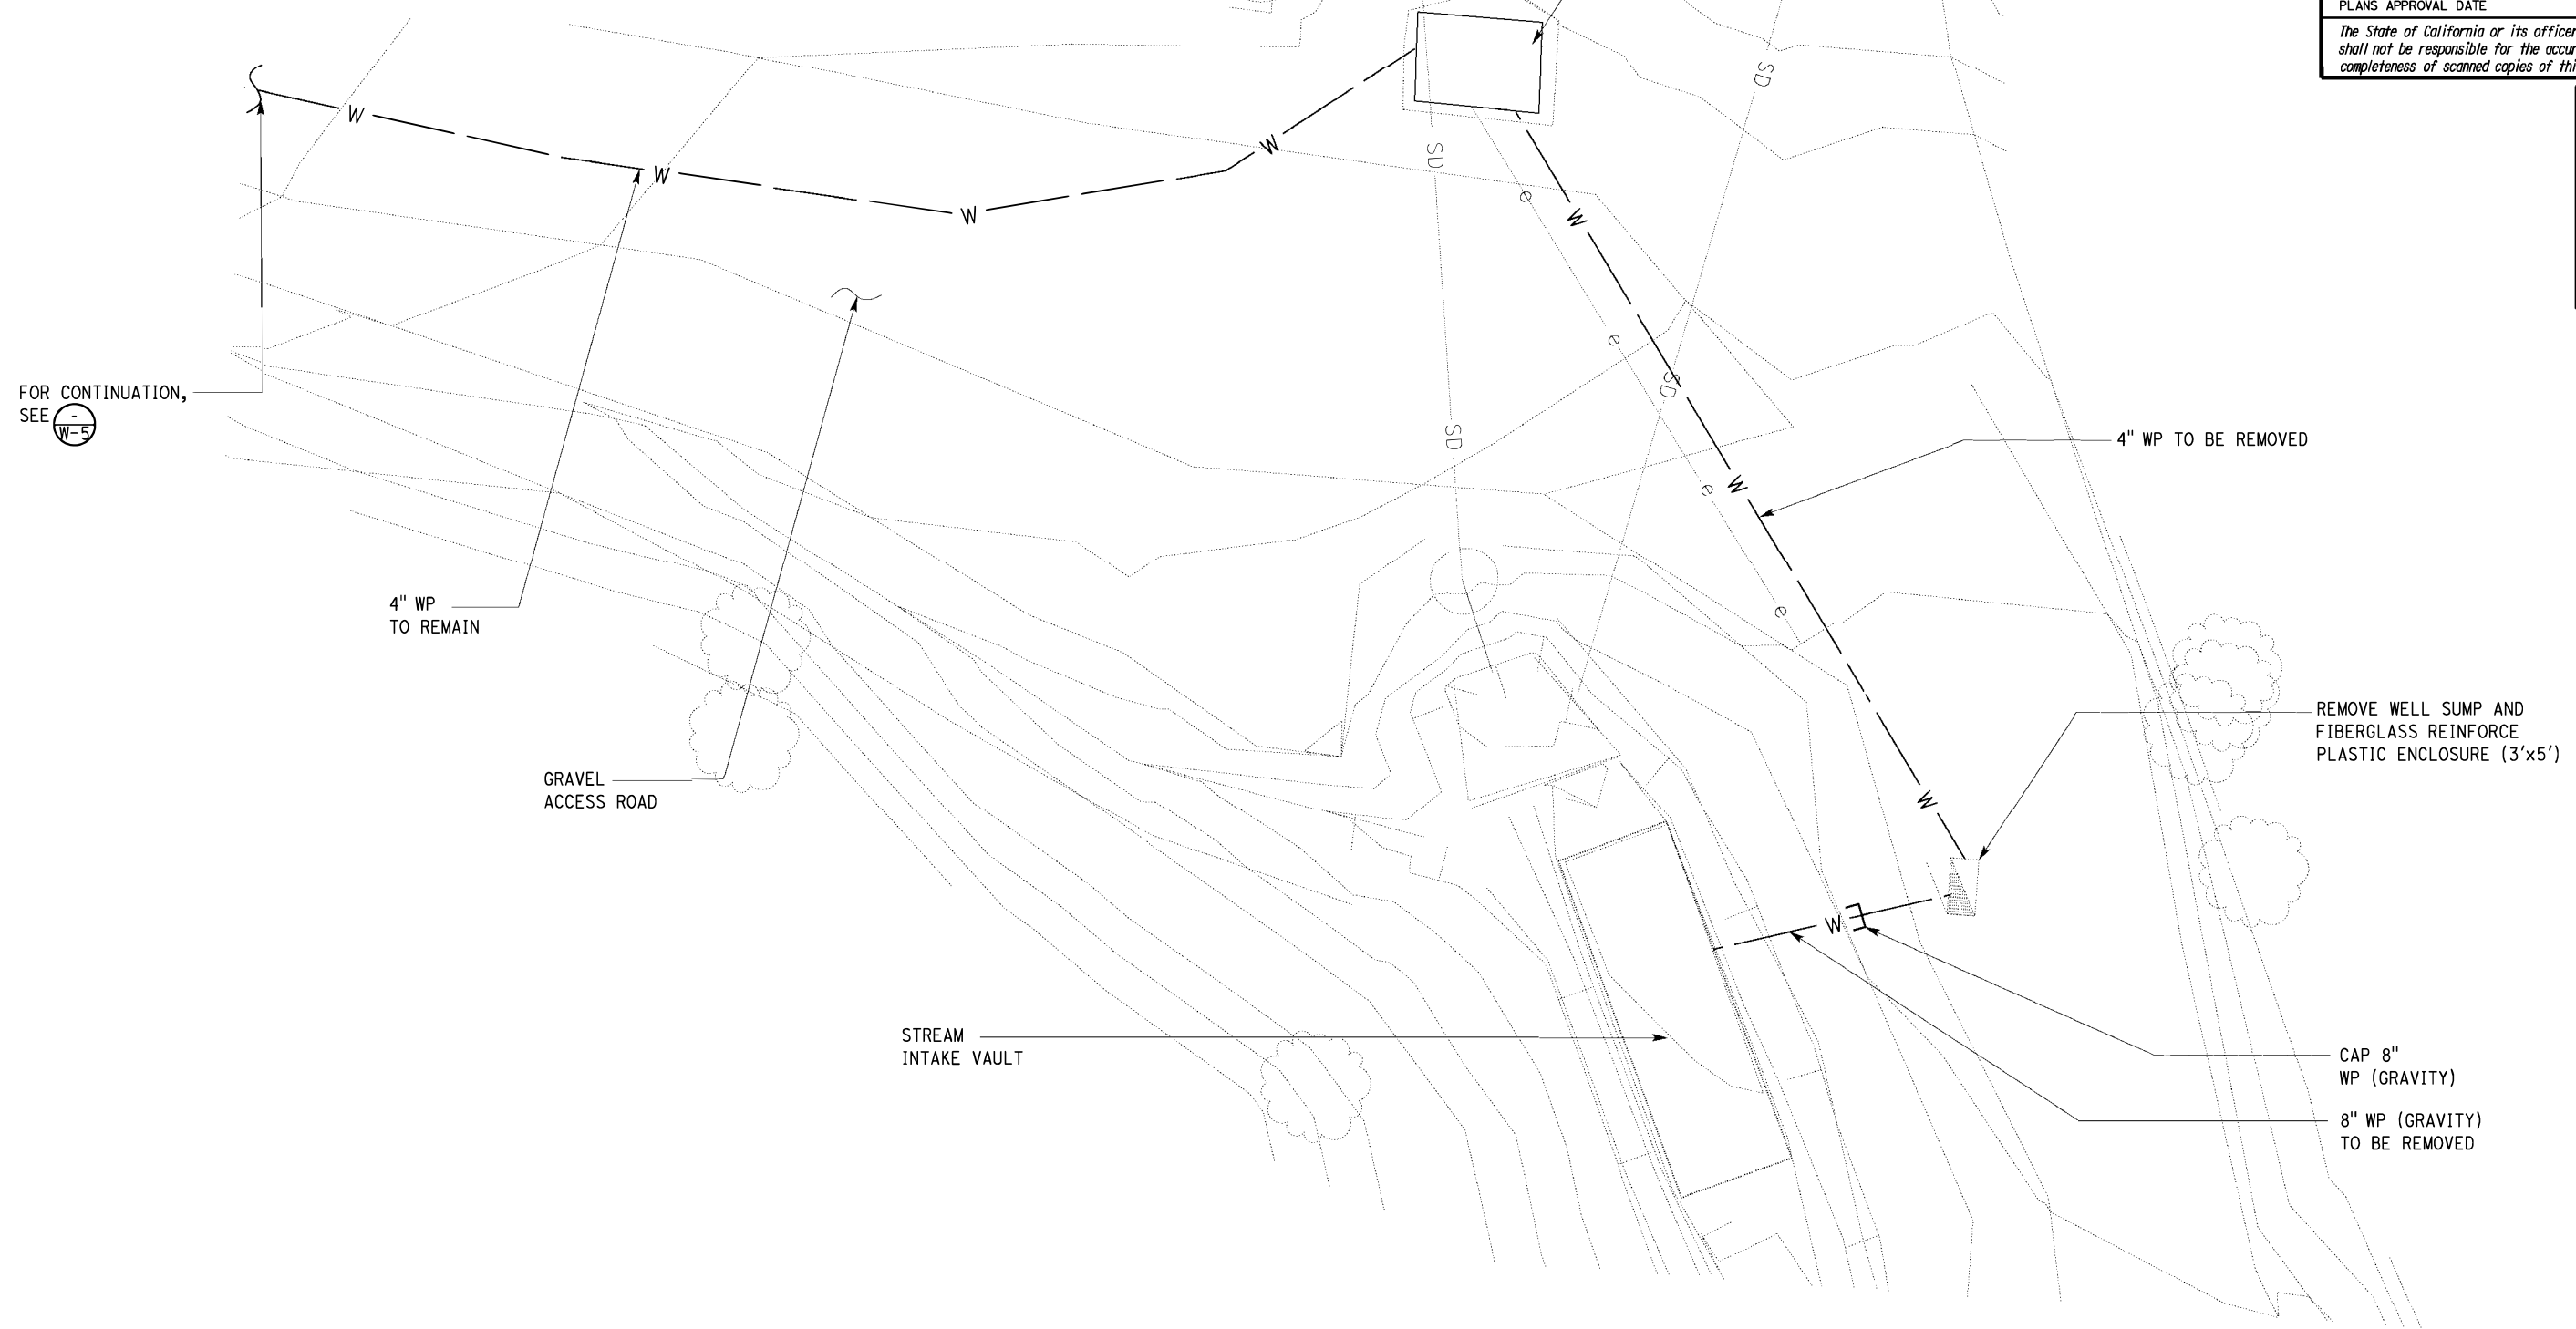 PLANS APPROVAL DATE
The State of California or its officer
shall not be responsible for the accur
completeness of scanned copies of thi
W
SD
SD
W
W
W
e
W
e
SD
FOR CONTINUATION,
SEE
-
W-5
SD
4" WP TO BE REMOVED
W
e
4" WP
TO REMAIN
e
REMOVE WELL SUMP AND
FIBERGLASS REINFORCE
PLASTIC ENCLOSURE (3'x5')
GRAVEL
ACCESS ROAD
W
W
STREAM
INTAKE VAULT
CAP 8"
WP (GRAVITY)
8" WP (GRAVITY)
TO BE REMOVED